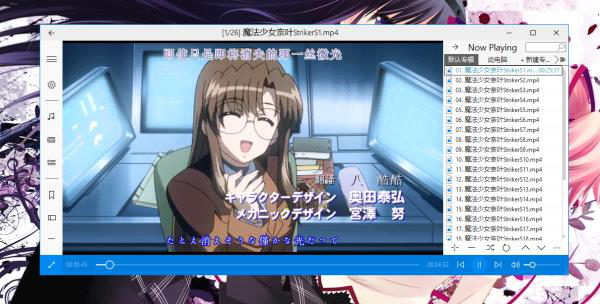 [1/26] 魔法少女奈叶StrikerS1.mp4
即使只是即将消失的那一丝微光
翻譯 八 酷酷
キャラクターデザイン 奥田泰弘
メカニックデザイン 宮澤 努
たとえ消えそうな僅かな光だって
00:00:45
00:24:52
Now Playing
默认专辑 此电脑 新建专...
01. 魔法少女奈叶StrikerS1.m... 00:25:37
02. 魔法少女奈叶StrikerS2.mp4
03. 魔法少女奈叶StrikerS3.mp4
04. 魔法少女奈叶StrikerS4.mp4
05. 魔法少女奈叶StrikerS5.mp4
06. 魔法少女奈叶StrikerS6.mp4
07. 魔法少女奈叶StrikerS7.mp4
08. 魔法少女奈叶StrikerS8.mp4
09. 魔法少女奈叶StrikerS9.mp4
10. 魔法少女奈叶StrikerS10.mp4
11. 魔法少女奈叶StrikerS11.mp4
12. 魔法少女奈叶StrikerS12.mp4
13. 魔法少女奈叶StrikerS13.mp4
14. 魔法少女奈叶StrikerS14.mp4
15. 魔法少女奈叶StrikerS15.mp4
16. 魔法少女奈叶StrikerS16.mp4
17. 魔法少女奈叶StrikerS17.mp4
18. 魔法少女奈叶StrikerS18.mp4